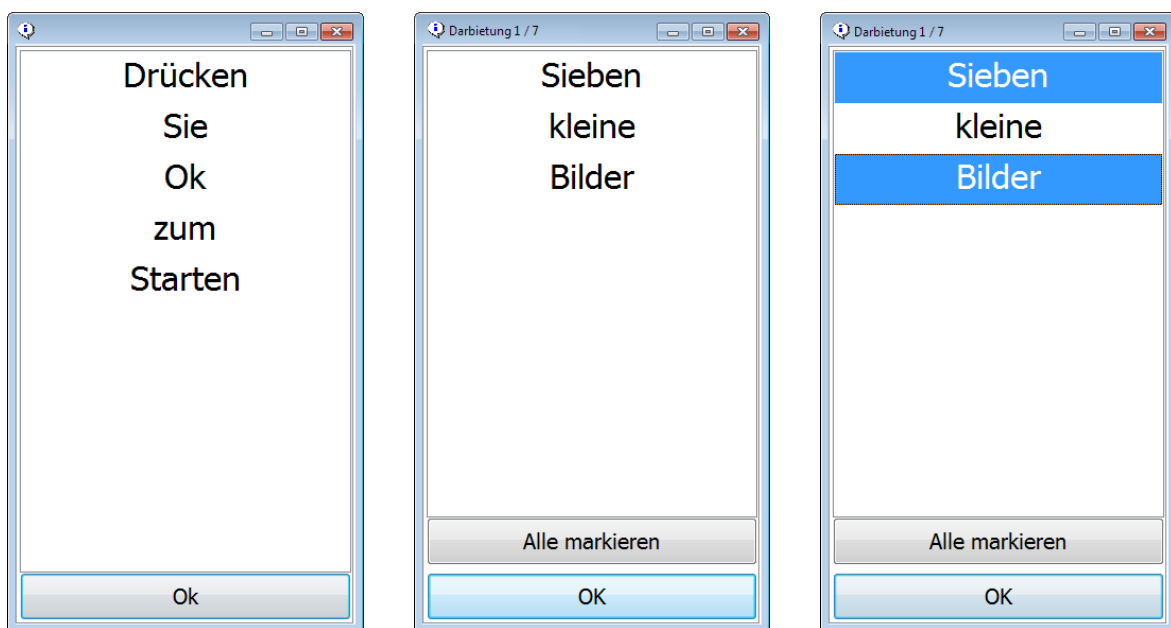 Drücken
Sie
Ok
zum
Starten
Ok
Darbietung 1 / 7
Sieben
kleine
Bilder
Alle markieren
OK
Darbietung 1 / 7
Sieben
kleine
Bilder
Alle markieren
OK